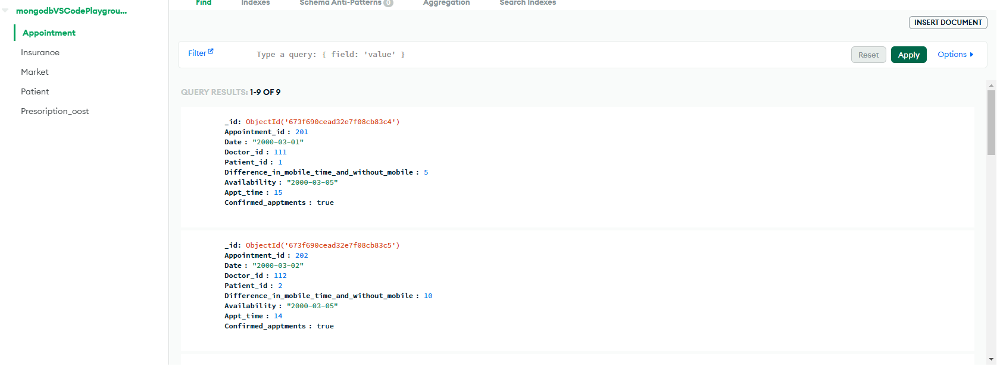 mongodbVSCodePlaygrou...
Appointment
Insurance
Market
Patient
Prescription_cost
Find Indexes Schema Anti-Patterns 0 Aggregation Search Indexes
INSERT DOCUMENT
Filter Type a query: { field: 'value' } Reset Apply Options
QUERY RESULTS: 1-9 OF 9
_id: ObjectId('673f690cead32e7f08cb83c4')
Appointment_id : 201
Date : "2000-03-01"
Doctor_id : 111
Patient_id : 1
Difference_in_mobile_time_and_without_mobile : 5
Availability : "2000-03-05"
Appt_time : 15
Confirmed_apptments : true
_id: ObjectId('673f690cead32e7f08cb83c5')
Appointment_id : 202
Date : "2000-03-02"
Doctor_id : 112
Patient_id : 2
Difference_in_mobile_time_and_without_mobile : 10
Availability : "2000-03-05"
Appt_time : 14
Confirmed_apptments : true